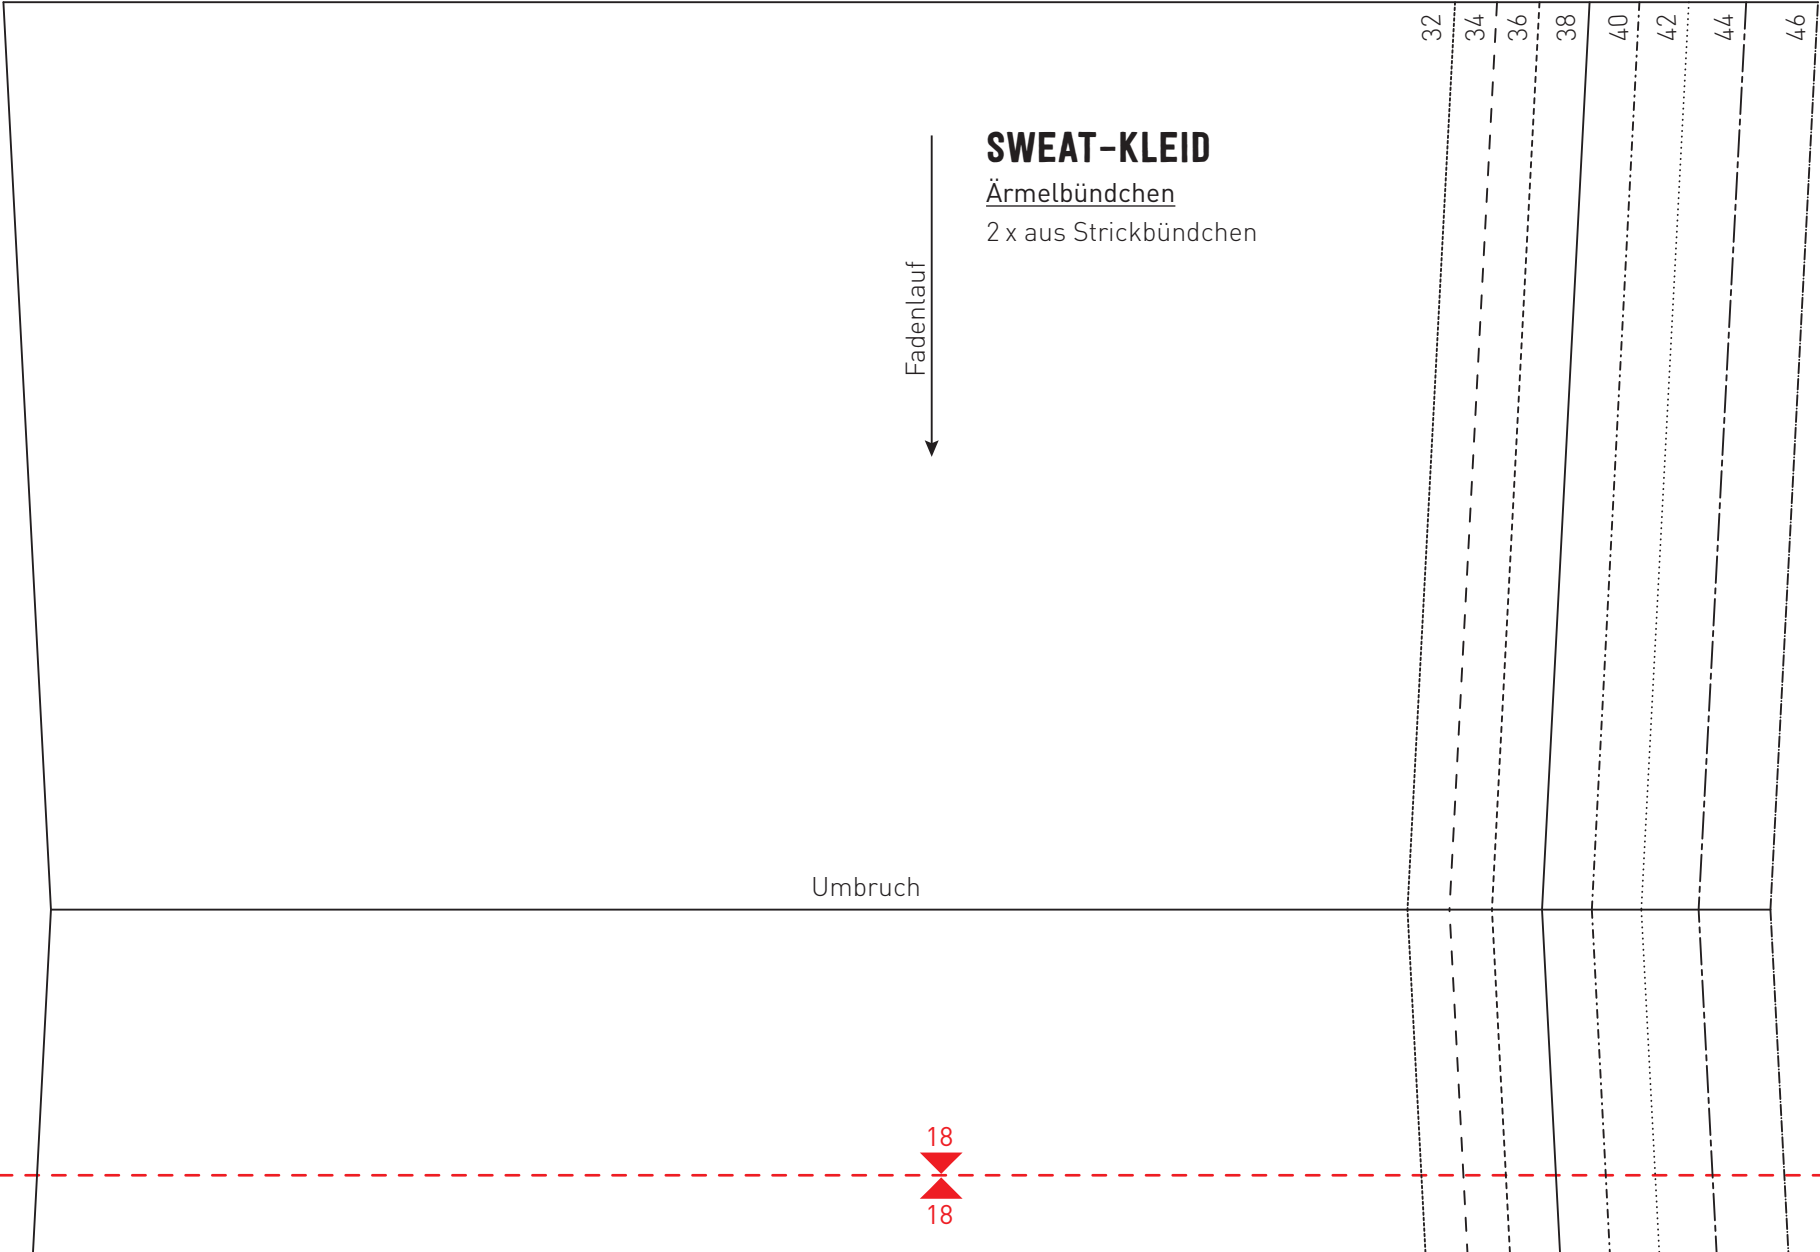 32
34
36
38
40
42
44
46
SWEAT-KLEID
Ärmelbündchen
2 x aus Strickbündchen
Fadenlauf
Umbruch
18
18